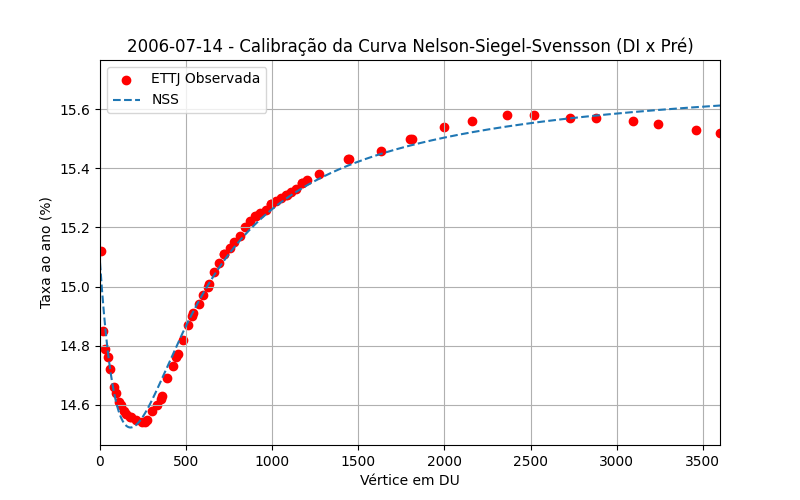 2006-07-14 - Calibração da Curva Nelson-Siegel-Svensson (DI x Pré)
ETTJ Observada
NSS
Taxa ao ano (%)
15.6
15.4
15.2
15.0
14.8
14.6
0 500 1000 1500 2000 2500 3000 3500
Vértice em DU